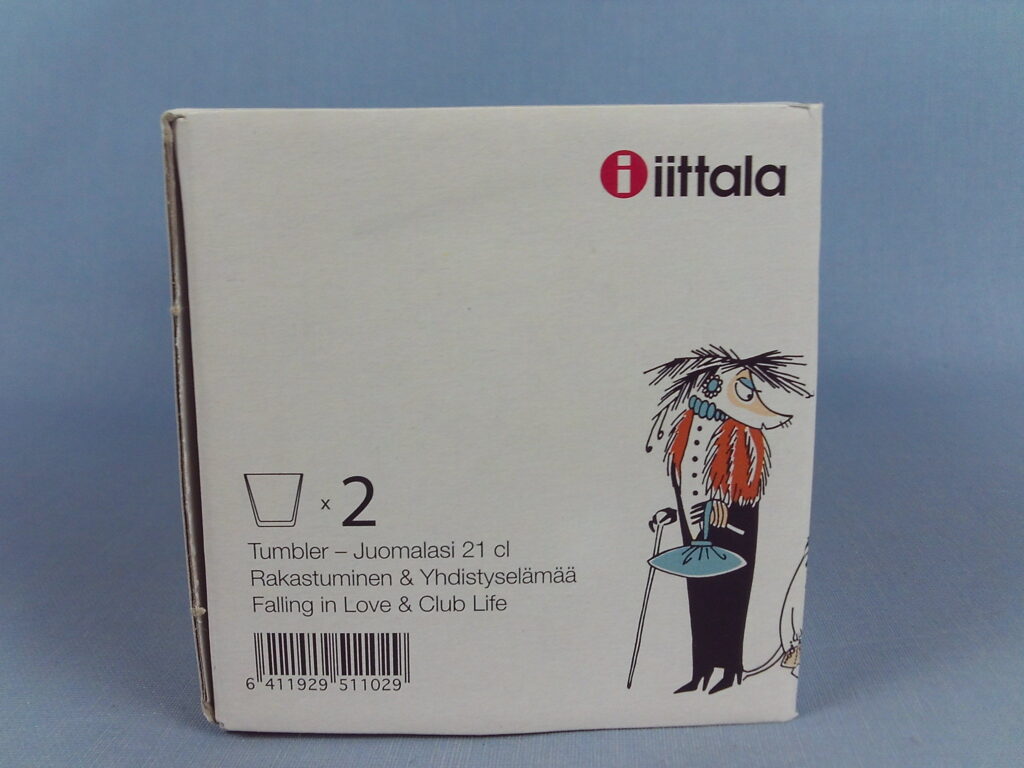 i iittala
x 2
Tumbler – Juomalasi 21 cl
Rakastuminen & Yhdistyselämää
Falling in Love & Club Life
6 411929 511029